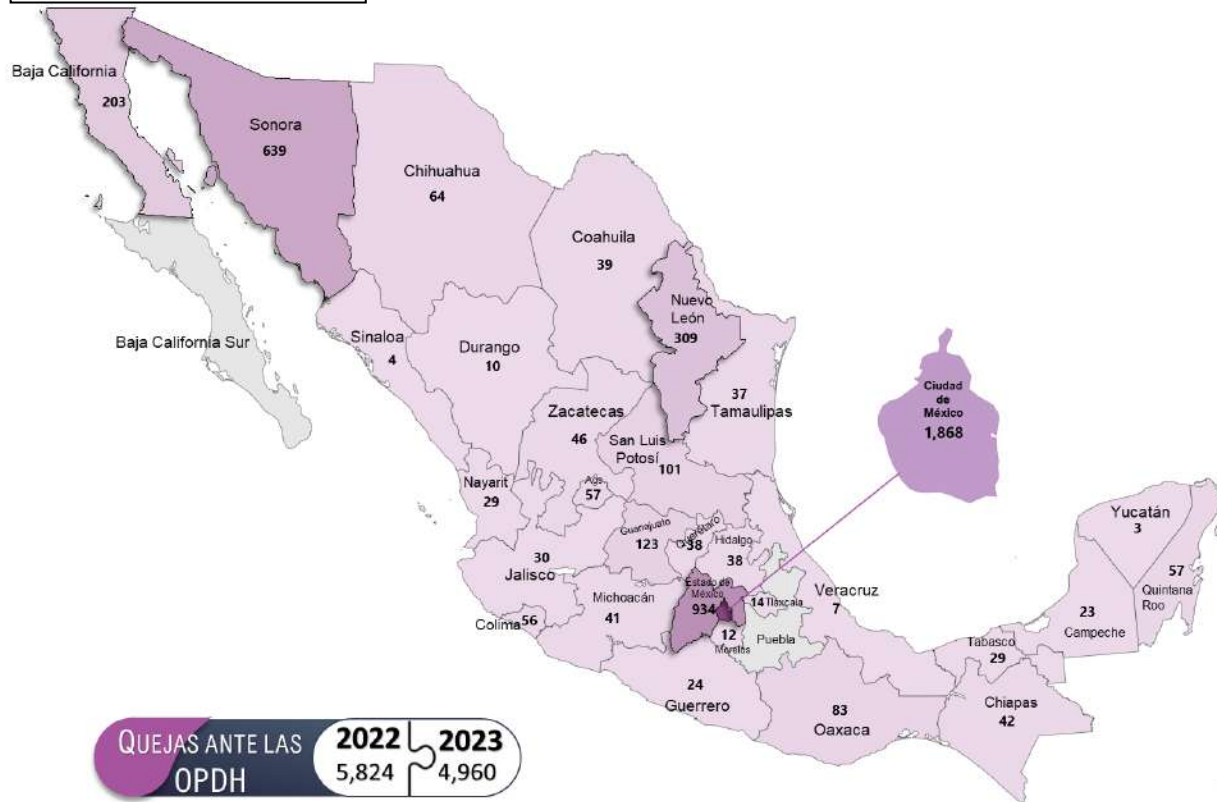 Baja California
203
Sonora
639
Chihuahua
64
Coahuila
39
Nuevo
León
309
Baja California Sur
Sinaloa
4
Durango
10
37
Tamaulipas
Ciudad
de
México
1,868
Zacatecas
46
San Luis
Potosí
101
Nayarit
29
Ags
57
Guanajuato
123
Querétaro
38
Hidalgo
38
30
Jalisco
Yucatán
3
57
Quintana
Roo
Estado de
México
934
14 Tlaxcala
Veracruz
7
Michoacán
41
Colima 56
12
Morelos
Puebla
23
Campeche
Tabasco
29
24
Guerrero
83
Oaxaca
Chiapas
42
QUEJAS ANTE LAS
OPDH
2022
5,824
2023
4,960